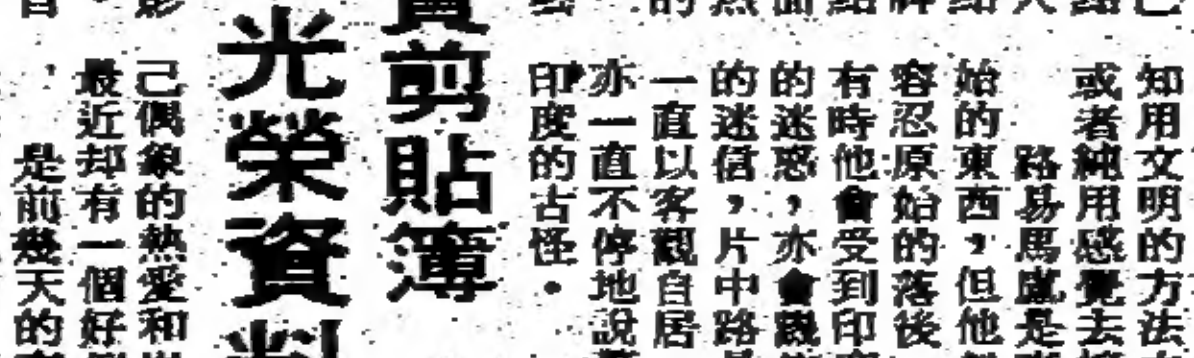 知用文明的方法
或者純用感覺去
路易馬盧是
始的東西，但他
容忍原始的落後
有時他會受到印
的迷惑，亦會
的迷信，片中路
一直以客觀自居
亦一直不停地說
印度的古怪。
剪貼簿
光榮資料
己偶象的熱愛和
最近却有一個好
是前幾天的